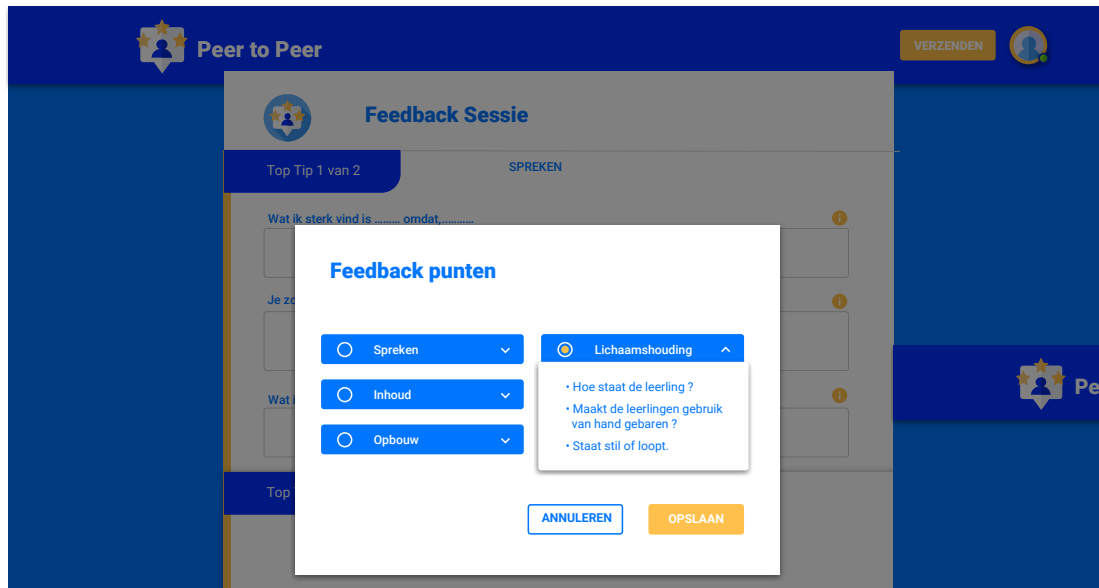 Peer to Peer
VERZENDEN
Feedback Sessie
Top Tip 1 van 2
SPREKEN
Wat ik sterk vind is ……… omdat,...........
Je zo
Wat i
Top
Feedback punten
Spreken
Inhoud
Opbouw
Lichaamshouding
• Hoe staat de leerling ?
• Maakt de leerlingen gebruik
van hand gebaren ?
• Staat stil of loopt.
ANNULEREN
OPSLAAN
Pe